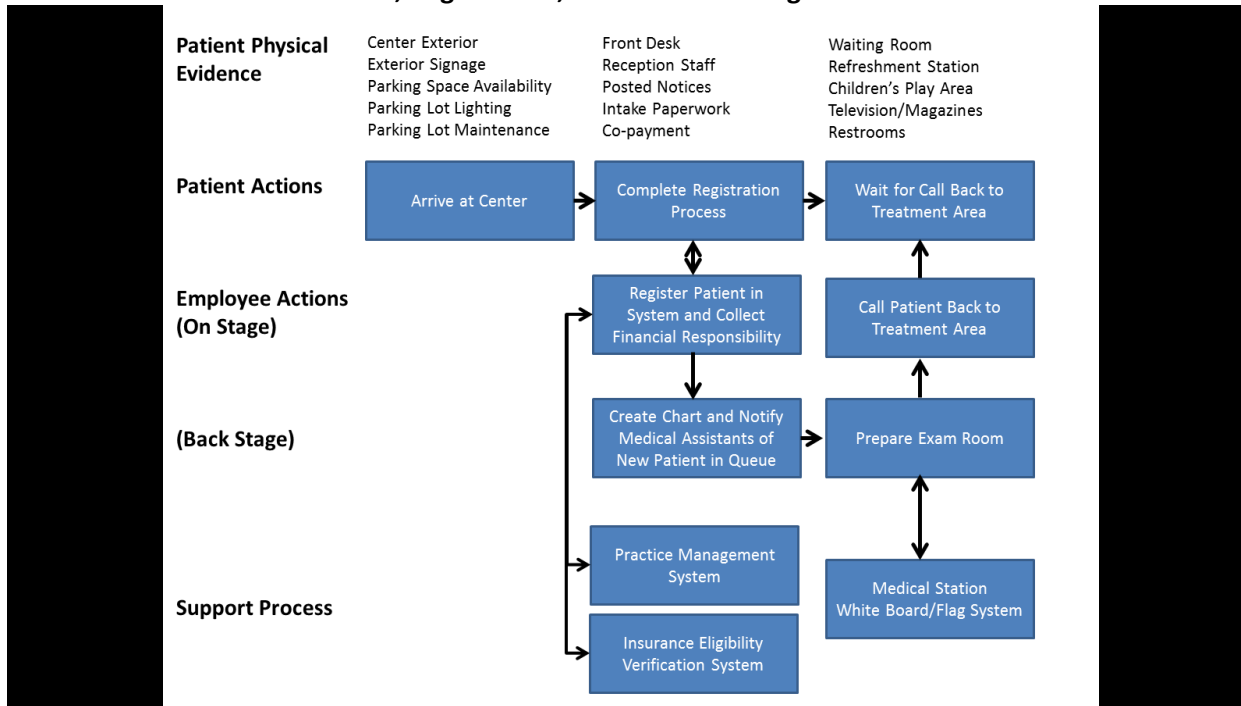 Patient Physical
Evidence
Center Exterior
Exterior Signage
Parking Space Availability
Parking Lot Lighting
Parking Lot Maintenance
Front Desk
Reception Staff
Posted Notices
Intake Paperwork
Co-payment
Waiting Room
Refreshment Station
Children's Play Area
Television/Magazines
Restrooms
Patient Actions
Arrive at Center
Complete Registration
Process
Wait for Call Back to
Treatment Area
Employee Actions
(On Stage)
Register Patient in
System and Collect
Financial Responsibility
Call Patient Back to
Treatment Area
(Back Stage)
Create Chart and Notify
Medical Assistants of
New Patient in Queue
Prepare Exam Room
Support Process
Practice Management
System
Medical Station
White Board/Flag System
Insurance Eligibility
Verification System